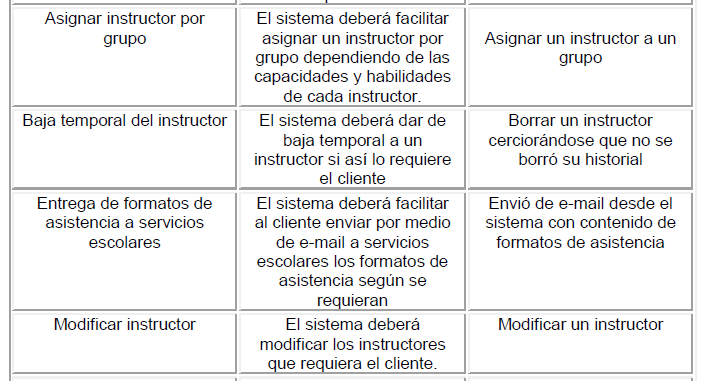 Asignar instructor por
grupo
El sistema deberá facilitar
asignar un instructor por
grupo dependiendo de las
capacidades y habilidades
de cada instructor.
Asignar un instructor a un
grupo
Baja temporal del instructor
El sistema deberá dar de
baja temporal a un
instructor si así lo requiere
el cliente
Borrar un instructor
cerciorándose que no se
borró su historial
Entrega de formatos de
asistencia a servicios
escolares
El sistema deberá facilitar
al cliente enviar por medio
de e-mail a servicios
escolares los formatos de
asistencia según se
requieran
Envió de e-mail desde el
sistema con contenido de
formatos de asistencia
Modificar instructor
El sistema deberá
modificar los instructores
que requiera el cliente.
Modificar un instructor